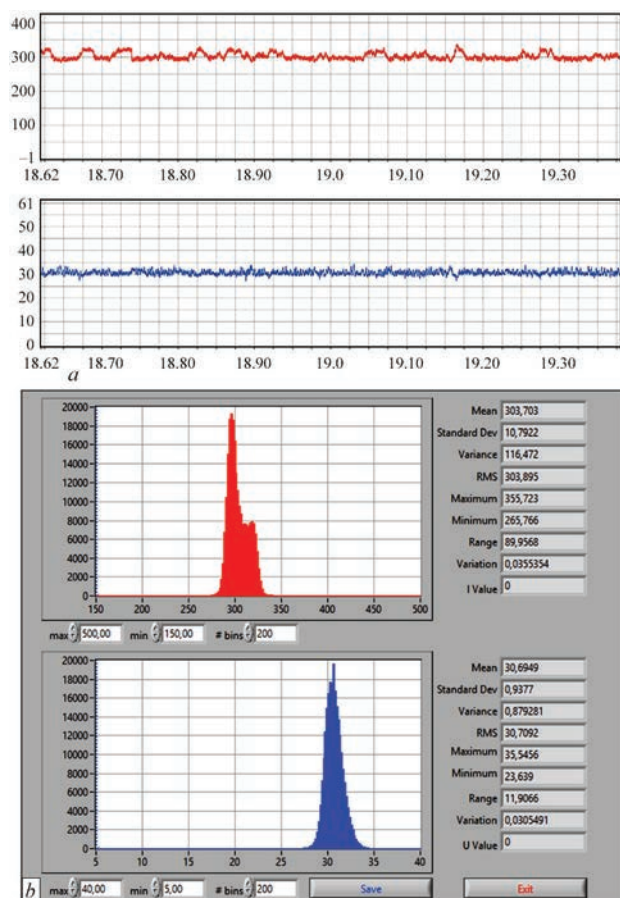 400
300
200
100
–1
18.62 18.70 18.80 18.90 19.0 19.10 19.20 19.30
61
50
40
30
20
10
0
18.62 18.70 18.80 18.90 19.0 19.10 19.20 19.30
a
20000
18000
16000
14000
12000
10000
8000
6000
4000
2000
0
150 200 250 300 350 400 450 500
max 500,00 min 150,00 # bins 200
Mean 303,703
Standard Dev 10,7922
Variance 116,472
RMS 303,895
Maximum 355,723
Minimum 265,766
Range 89,9568
Variation 0,0355354
I Value 0
20000
18000
16000
14000
12000
10000
8000
6000
4000
2000
0
5 10 15 20 25 30 35 40
max 40,00 min 5,00 # bins 200
Mean 30,6949
Standard Dev 0,9377
Variance 0,879281
RMS 30,7092
Maximum 35,5456
Minimum 23,639
Range 11,9066
Variation 0,0305491
U Value 0
b
Save
Exit